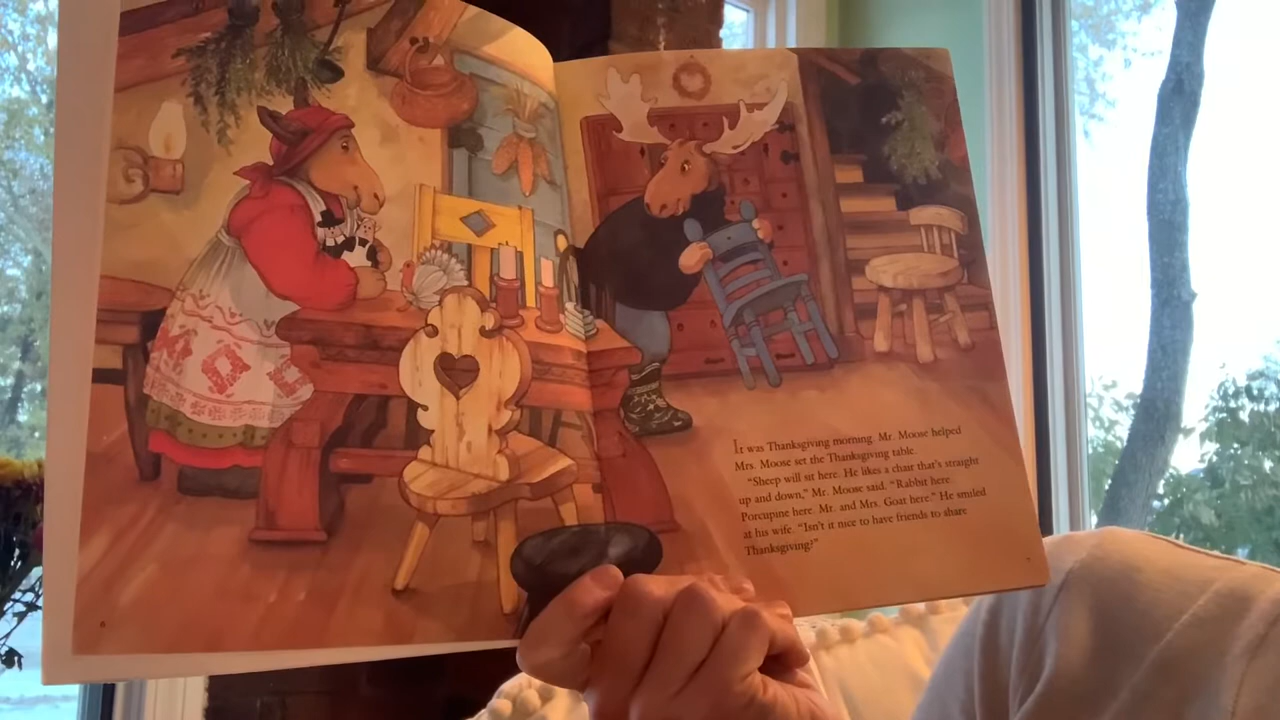 It was Thanksgiving morning. Mr. Moose helped
Mrs. Moose set the Thanksgiving table.
"Sheep will sit here. He likes a chair that's straight
up and down," Mr. Moose said. "Rabbit here.
Porcupine here. Mr. and Mrs. Goat here." He smiled
at his wife. "Isn't it nice to have friends to share
Thanksgiving?"
6
7